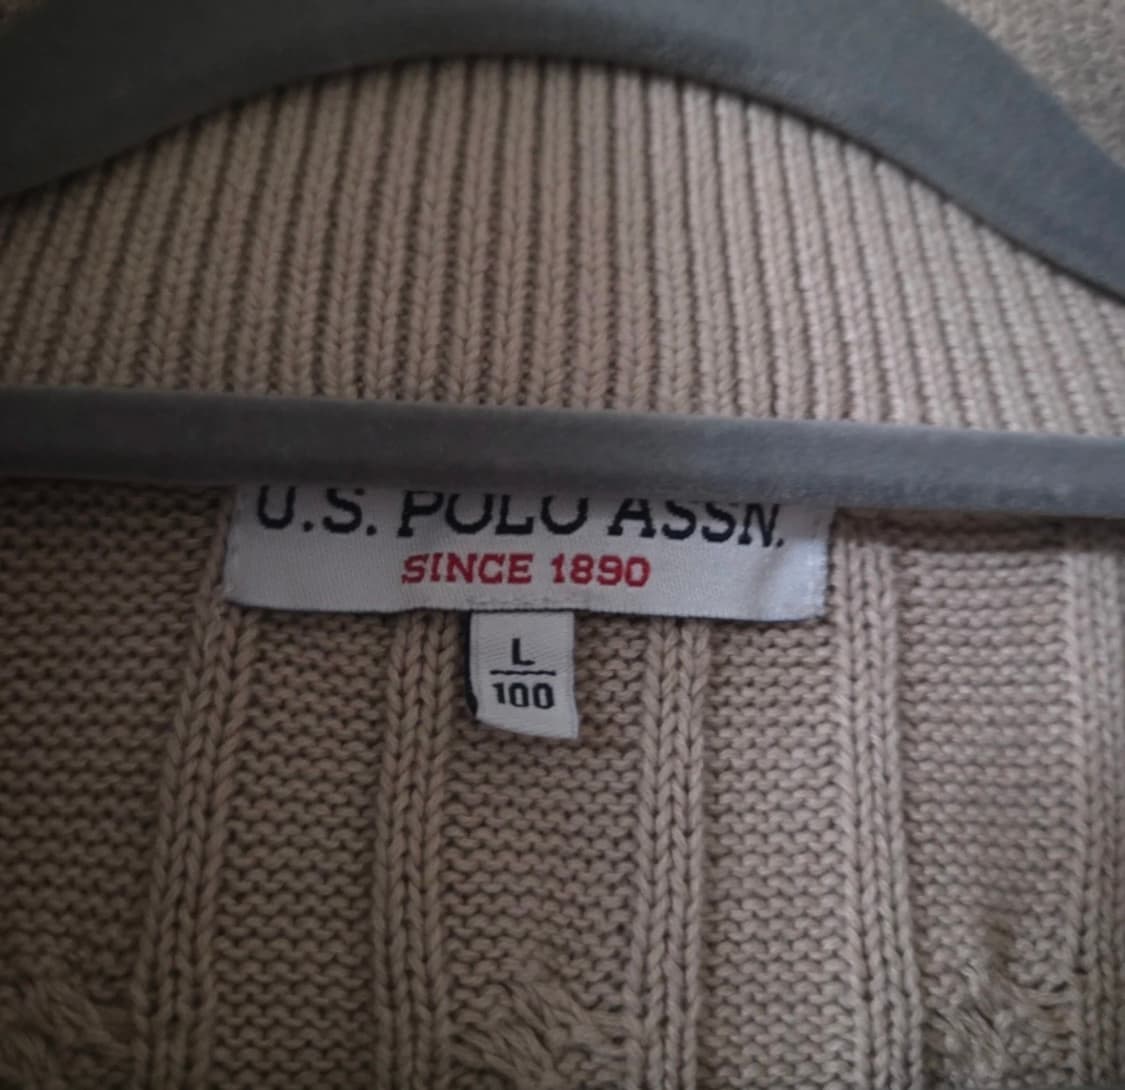 U.S. POLO ASSN.
SINCE 1890
L
100